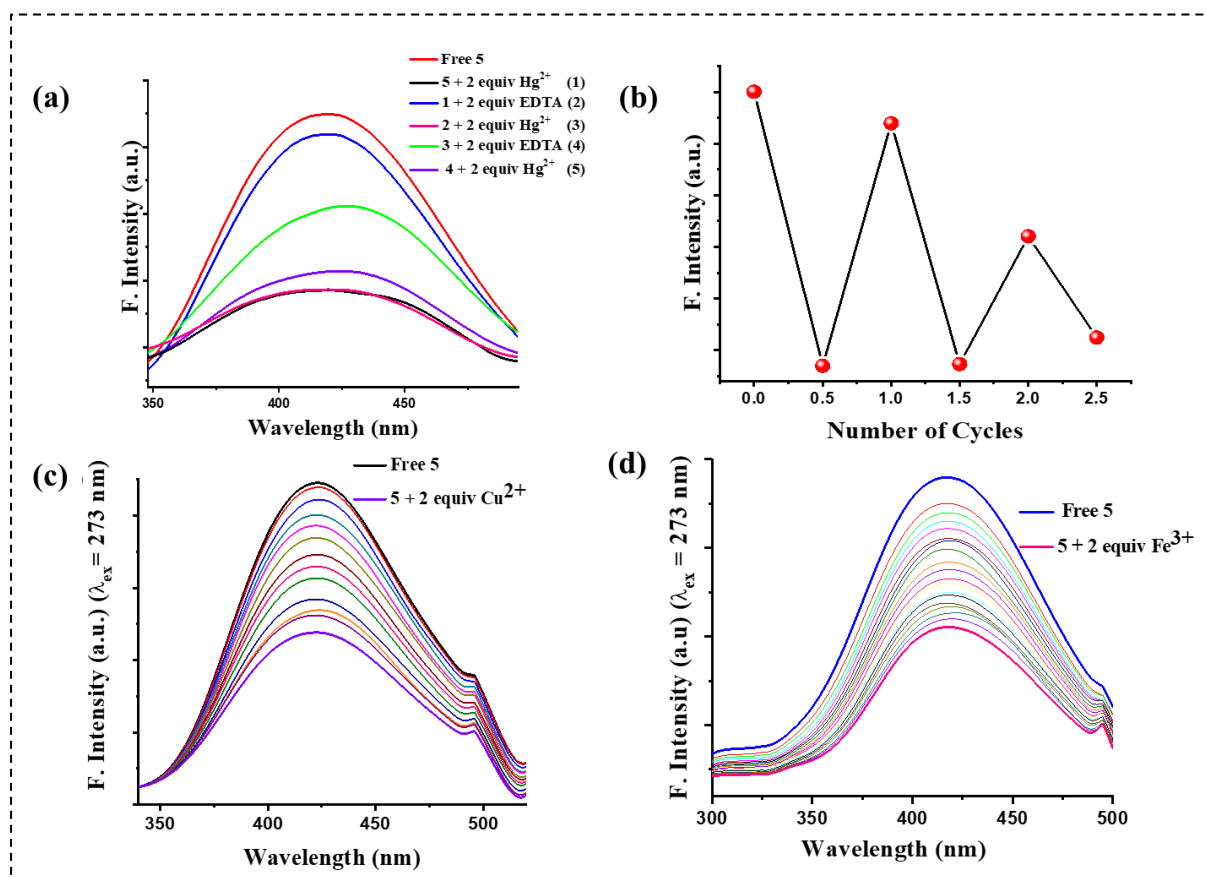 (a)
Free 5
5 + 2 equiv Hg²⁺ (1)
1 + 2 equiv EDTA (2)
2 + 2 equiv Hg²⁺ (3)
3 + 2 equiv EDTA (4)
4 + 2 equiv Hg²⁺ (5)
F. Intensity (a.u.)
350 400 450
Wavelength (nm)
(b)
F. Intensity (a.u.)
0.0 0.5 1.0 1.5 2.0 2.5
Number of Cycles
(c)
Free 5
5 + 2 equiv Cu²⁺
F. Intensity (a.u.) (λex = 273 nm)
350 400 450 500
Wavelength (nm)
(d)
Free 5
5 + 2 equiv Fe³⁺
F. Intensity (a.u) (λex = 273 nm)
300 350 400 450 500
Wavelength (nm)